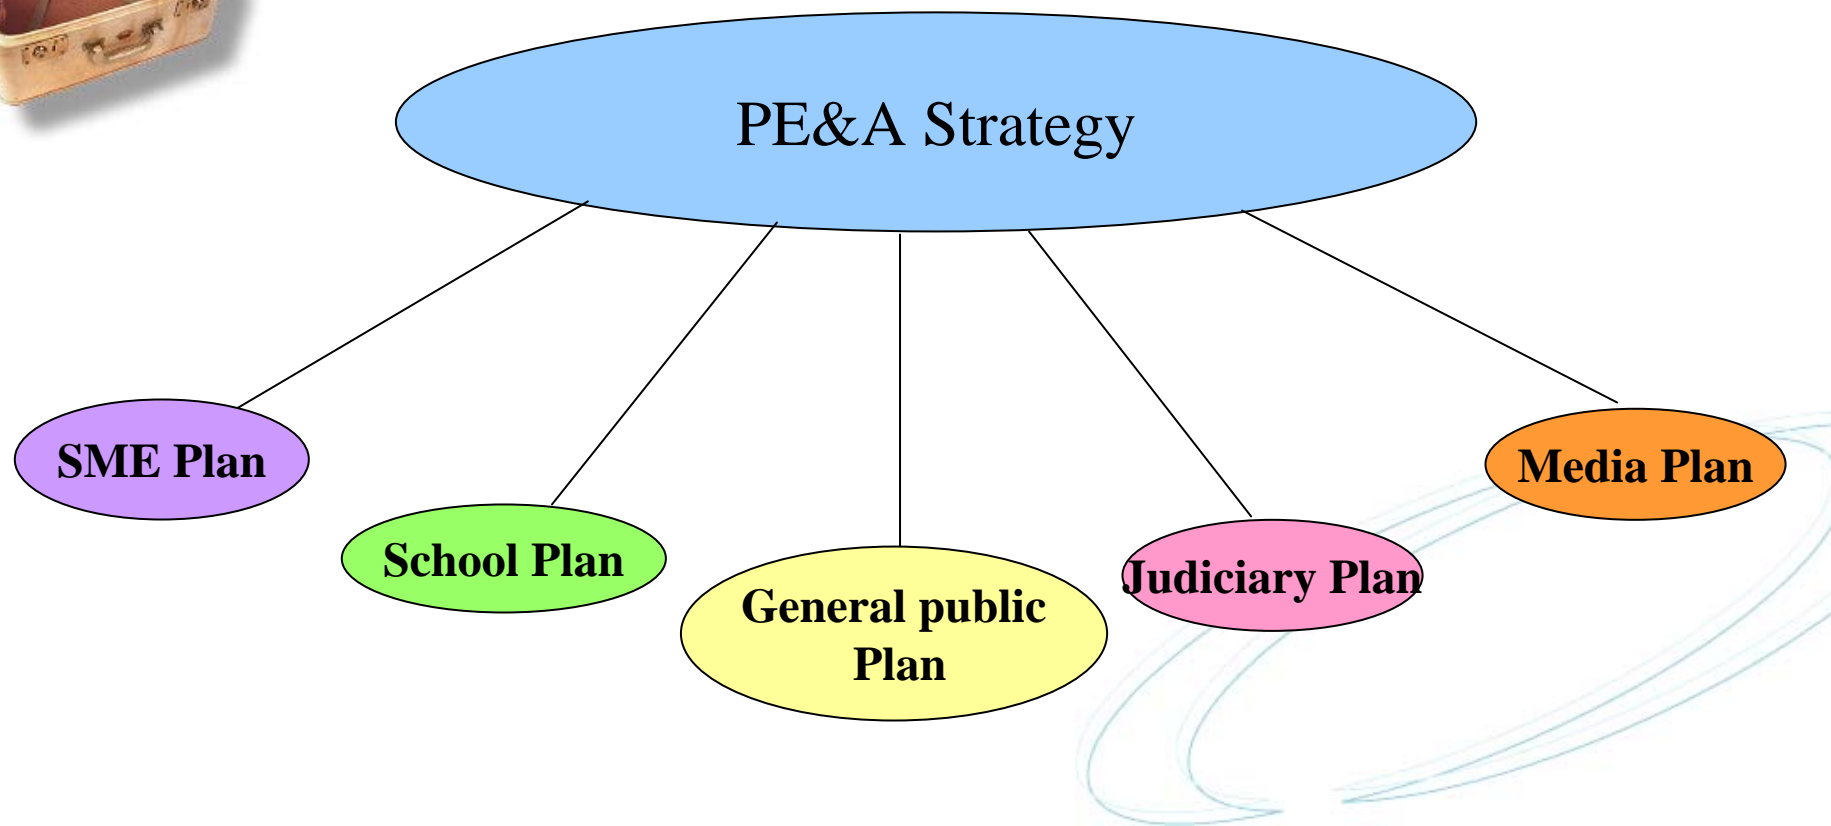 PE&A Strategy
SME Plan
School Plan
General public
Plan
Judiciary Plan
Media Plan